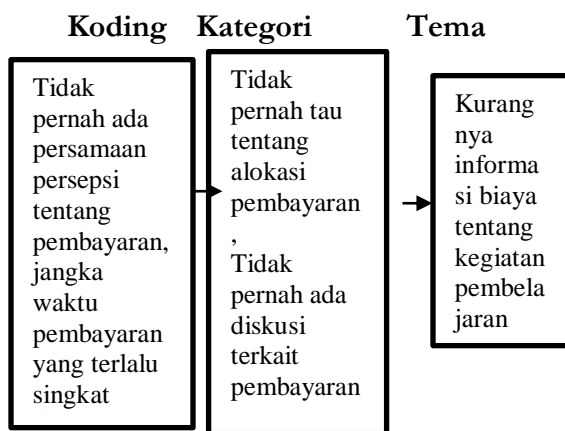 Koding Kategori Tema
Tidak
pernah ada
persamaan
persepsi
tentang
pembayaran,
jangka
waktu
pembayaran
yang terlalu
singkat
Tidak
pernah tau
tentang
alokasi
pembayaran
,
Tidak
pernah ada
diskusi
terkait
pembayaran
Kurang
nya
informa
si biaya
tentang
kegiatan
pembela
jaran